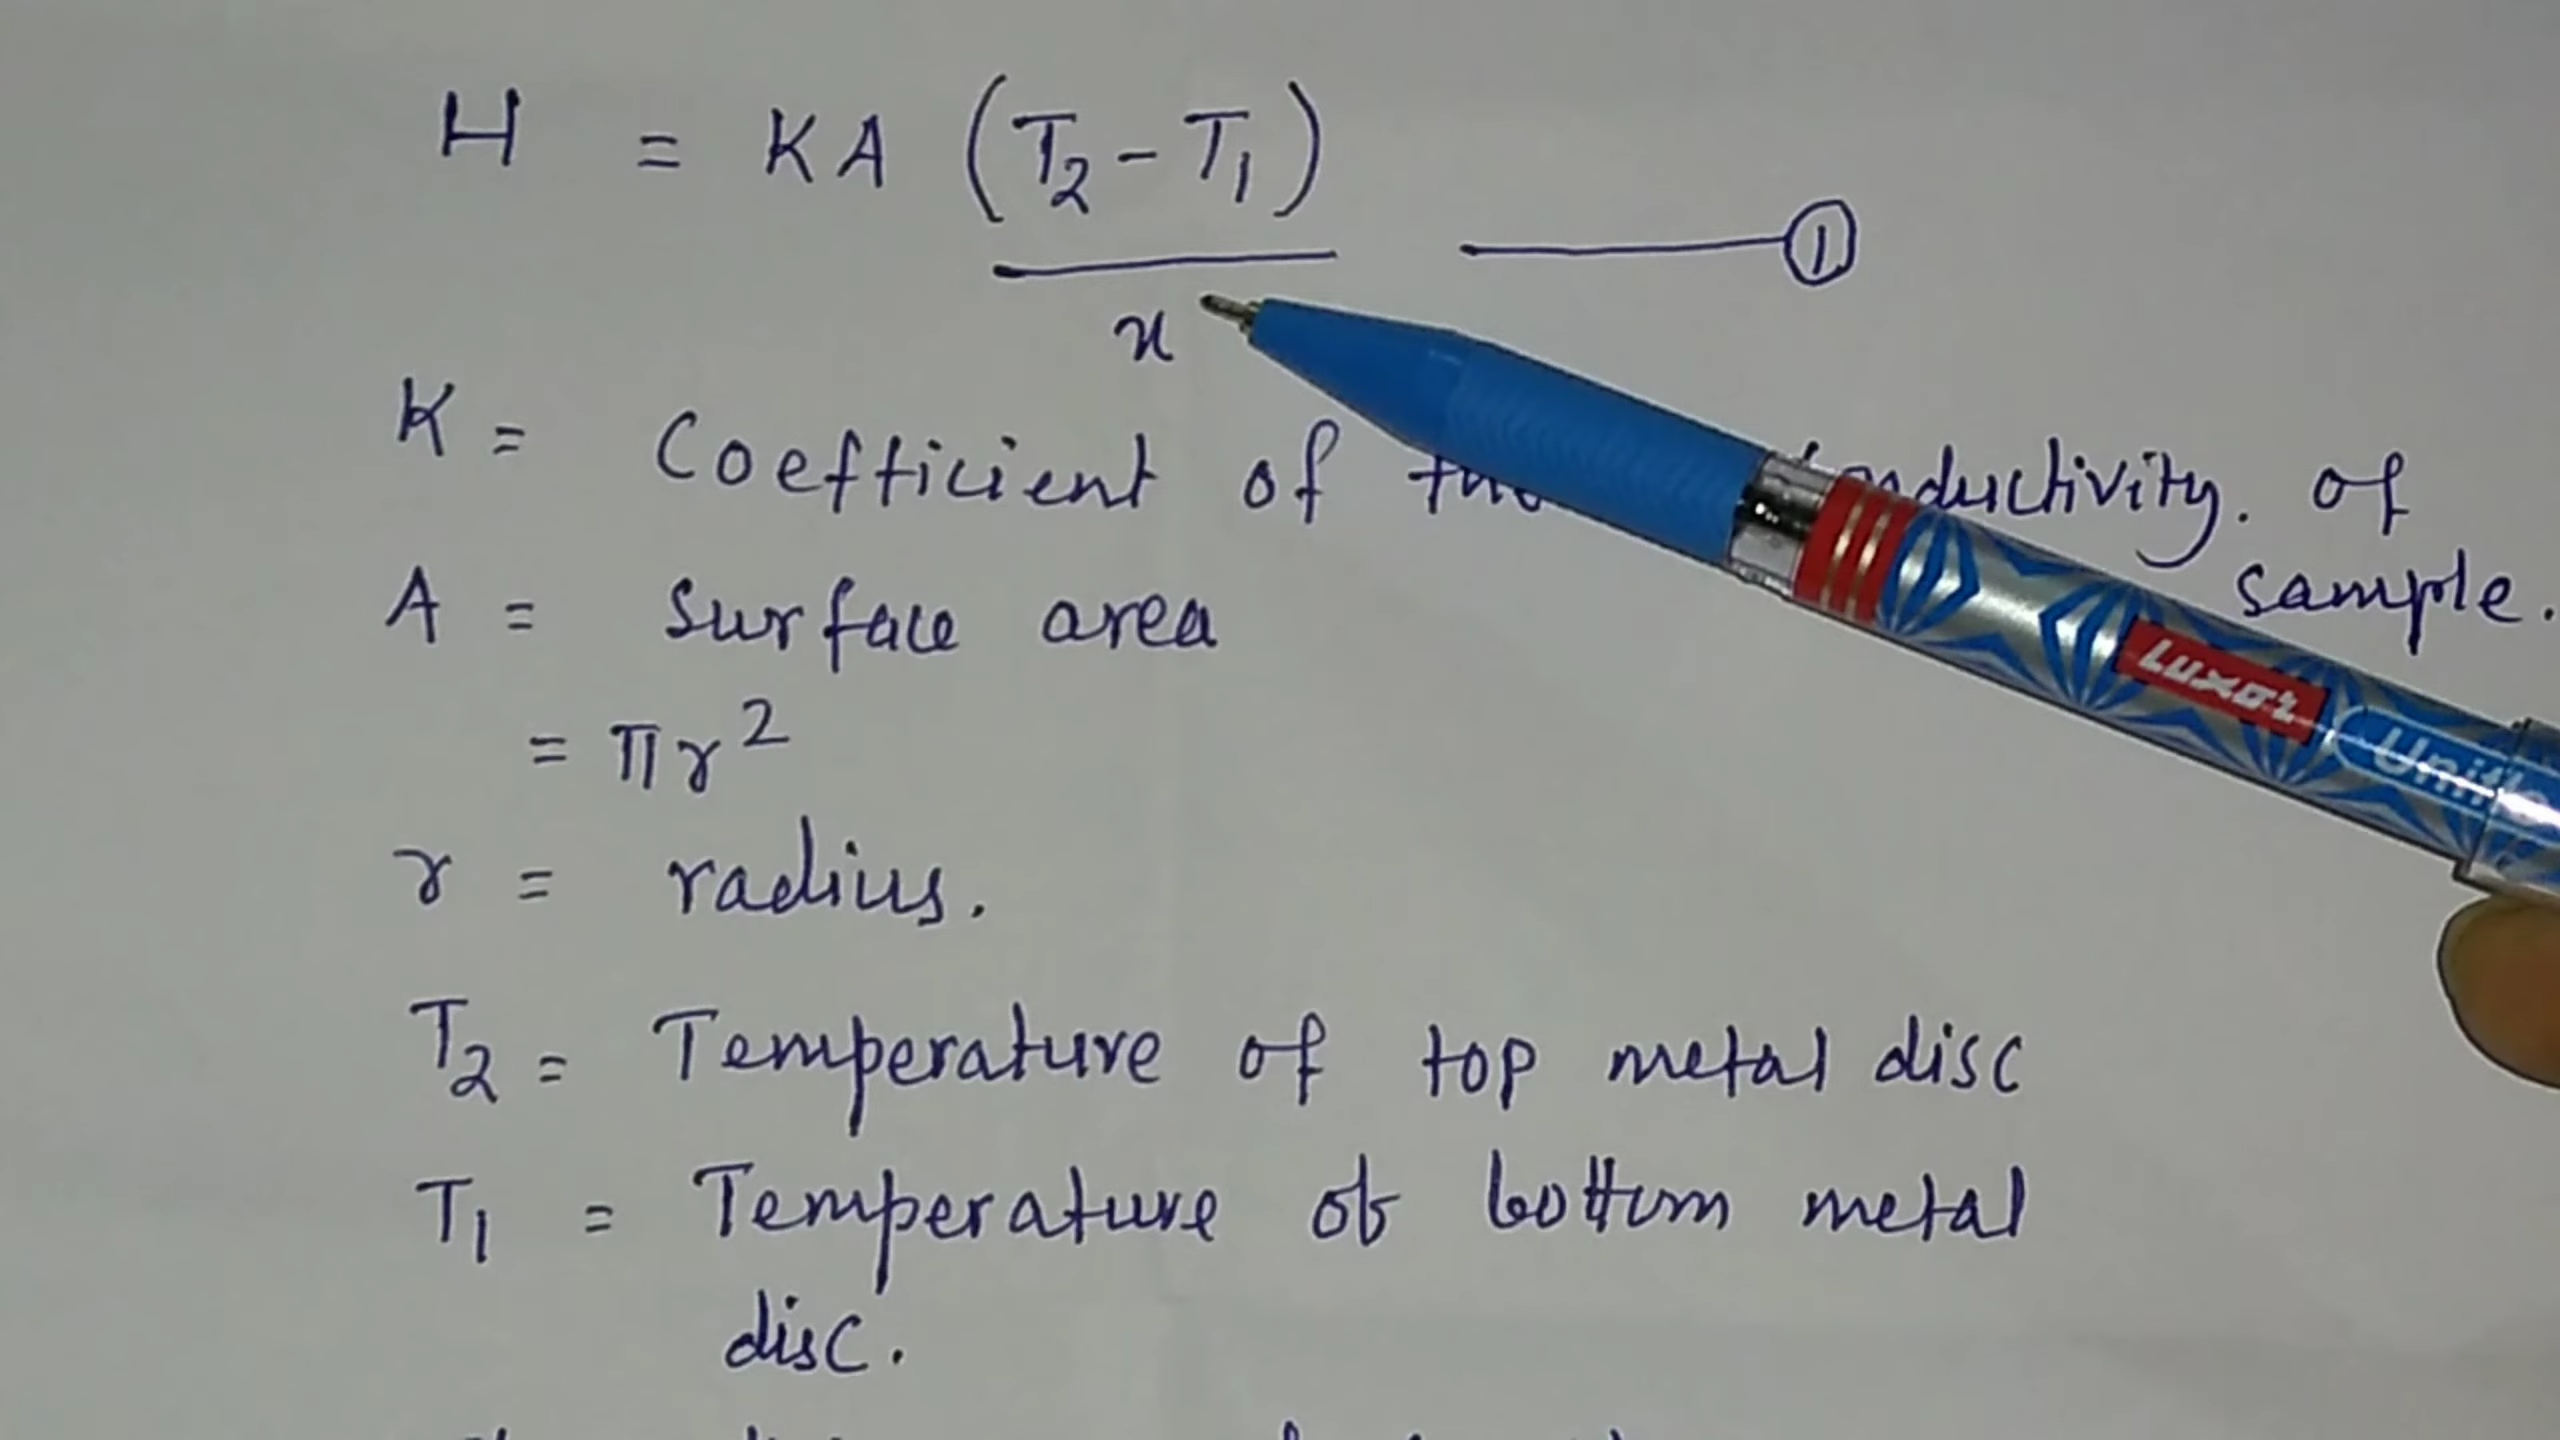 H = KA (T₂ - T₁)
x
①
K = Coefficient of conductivity. of
sample.
A = surface area
= πr²
r = radius.
T₂ = Temperature of top metal disc
T₁ = Temperature of bottom metal
disc.
Luxor